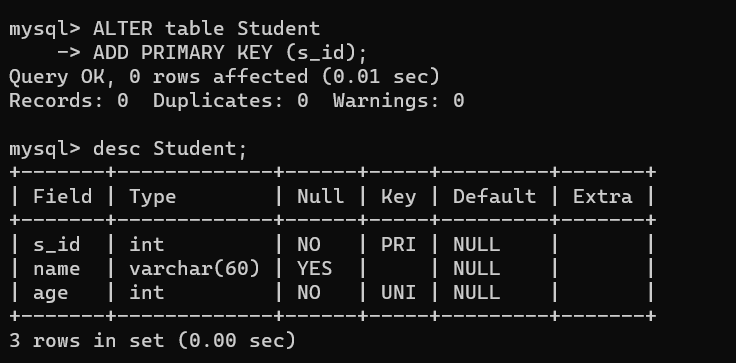 mysql> ALTER table Student
    -> ADD PRIMARY KEY (s_id);
Query OK, 0 rows affected (0.01 sec)
Records: 0  Duplicates: 0  Warnings: 0

mysql> desc Student;
+-------+-------------+------+-----+---------+-------+
| Field | Type        | Null | Key | Default | Extra |
+-------+-------------+------+-----+---------+-------+
| s_id  | int         | NO   | PRI | NULL    |       |
| name  | varchar(60) | YES  |     | NULL    |       |
| age   | int         | NO   | UNI | NULL    |       |
+-------+-------------+------+-----+---------+-------+
3 rows in set (0.00 sec)